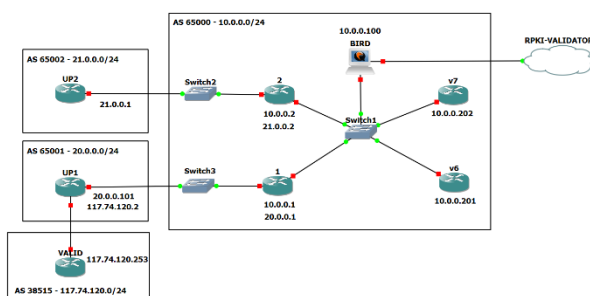 AS 65000 - 10.0.0.0/24
10.0.0.100
BIRD
RPKI-VALIDATOR
AS 65002 - 21.0.0.0/24
UP2
21.0.0.1
Switch2
2
10.0.0.2
21.0.0.2
v7
10.0.0.202
Switch1
AS 65001 - 20.0.0.0/24
UP1
20.0.0.101
117.74.120.2
Switch3
1
10.0.0.1
20.0.0.1
v6
10.0.0.201
VALID
117.74.120.253
AS 38515 - 117.74.120.0/24